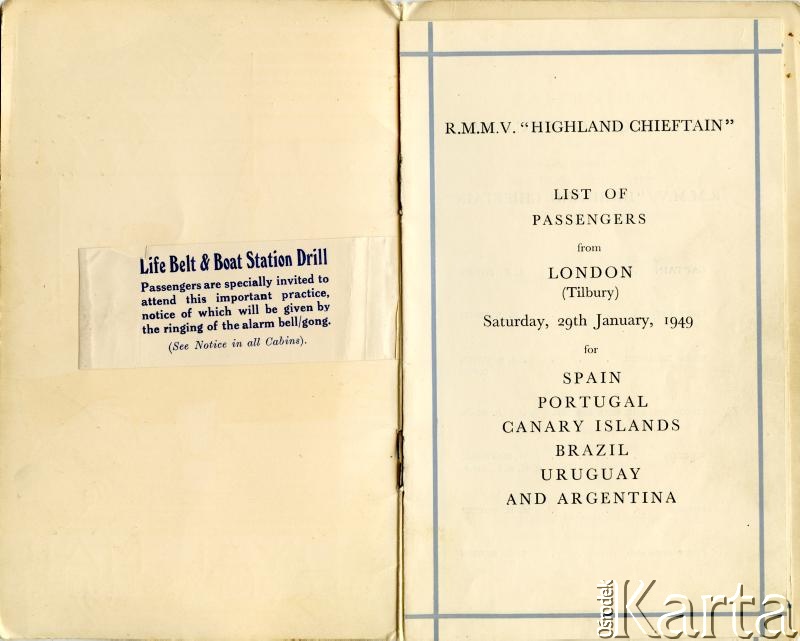 Life Belt & Boat Station Drill
Passengers are specially invited to
attend this important practice,
notice of which will be given by
the ringing of the alarm bell/gong.
(See Notice in all Cabins).
R.M.M.V. "HIGHLAND CHIEFTAIN"
LIST OF
PASSENGERS
from
LONDON
(Tilbury)
Saturday, 29th January, 1949
for
SPAIN
PORTUGAL
CANARY ISLANDS
BRAZIL
URUGUAY
AND ARGENTINA
ośrodek
Karta